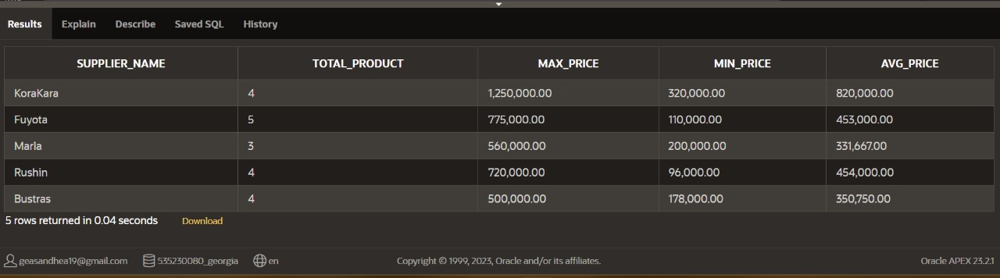 Results Explain Describe Saved SQL History
SUPPLIER_NAME TOTAL_PRODUCT MAX_PRICE MIN_PRICE AVG_PRICE
KoraKara 4 1,250,000.00 320,000.00 820,000.00
Fuyota 5 775,000.00 110,000.00 453,000.00
Marla 3 560,000.00 200,000.00 331,667.00
Rushin 4 720,000.00 96,000.00 454,000.00
Bustras 4 500,000.00 178,000.00 350,750.00
5 rows returned in 0.04 seconds Download
geasandhea19@gmail.com 535230080_georgia en Copyright © 1999, 2023, Oracle and/or its affiliates. Oracle APEX 23.2.1